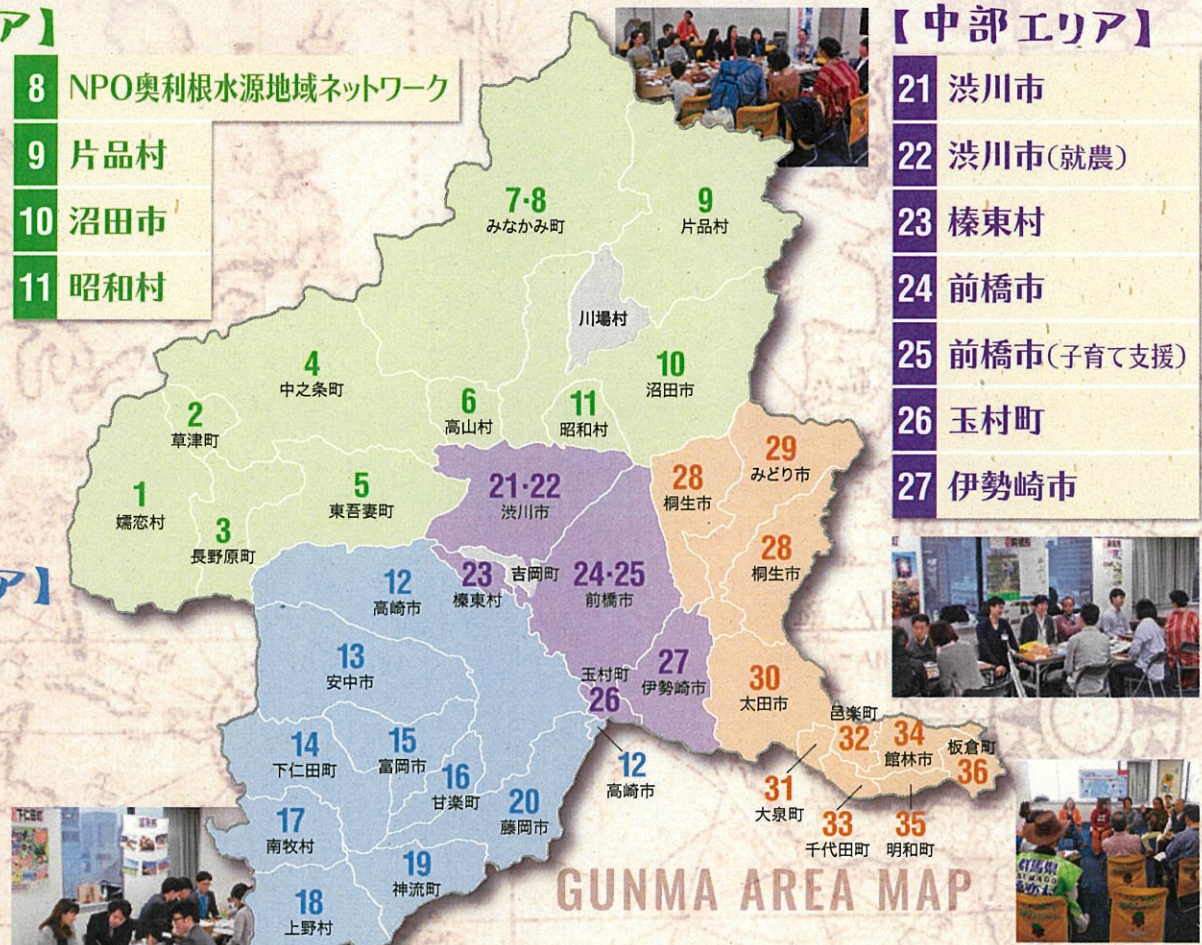 ア】
8 NPO奥利根水源地域ネットワーク
9 片品村
10 沼田市
11 昭和村
【中部エリア】
21 渋川市
22 渋川市(就農)
23 榛東村
24 前橋市
25 前橋市(子育て支援)
26 玉村町
27 伊勢崎市
7・8
みなかみ町
9
片品村
川場村
10
沼田市
4
中之条町
6
高山村
11
昭和村
2
草津町
1
嬬恋村
3
長野原町
5
東吾妻町
21・22
渋川市
28
桐生市
29
みどり市
28
桐生市
ア】
12
高崎市
23
榛東村
吉岡町
24・25
前橋市
13
安中市
玉村町
26
27
伊勢崎市
30
太田市
14
下仁田町
15
富岡市
16
甘楽町
20
藤岡市
12
高崎市
邑楽町
32
34
館林市
板倉町
36
31
大泉町
33
千代田町
35
明和町
17
南牧村
19
神流町
18
上野村
GUNMA AREA MAP
下仁田町
群馬県